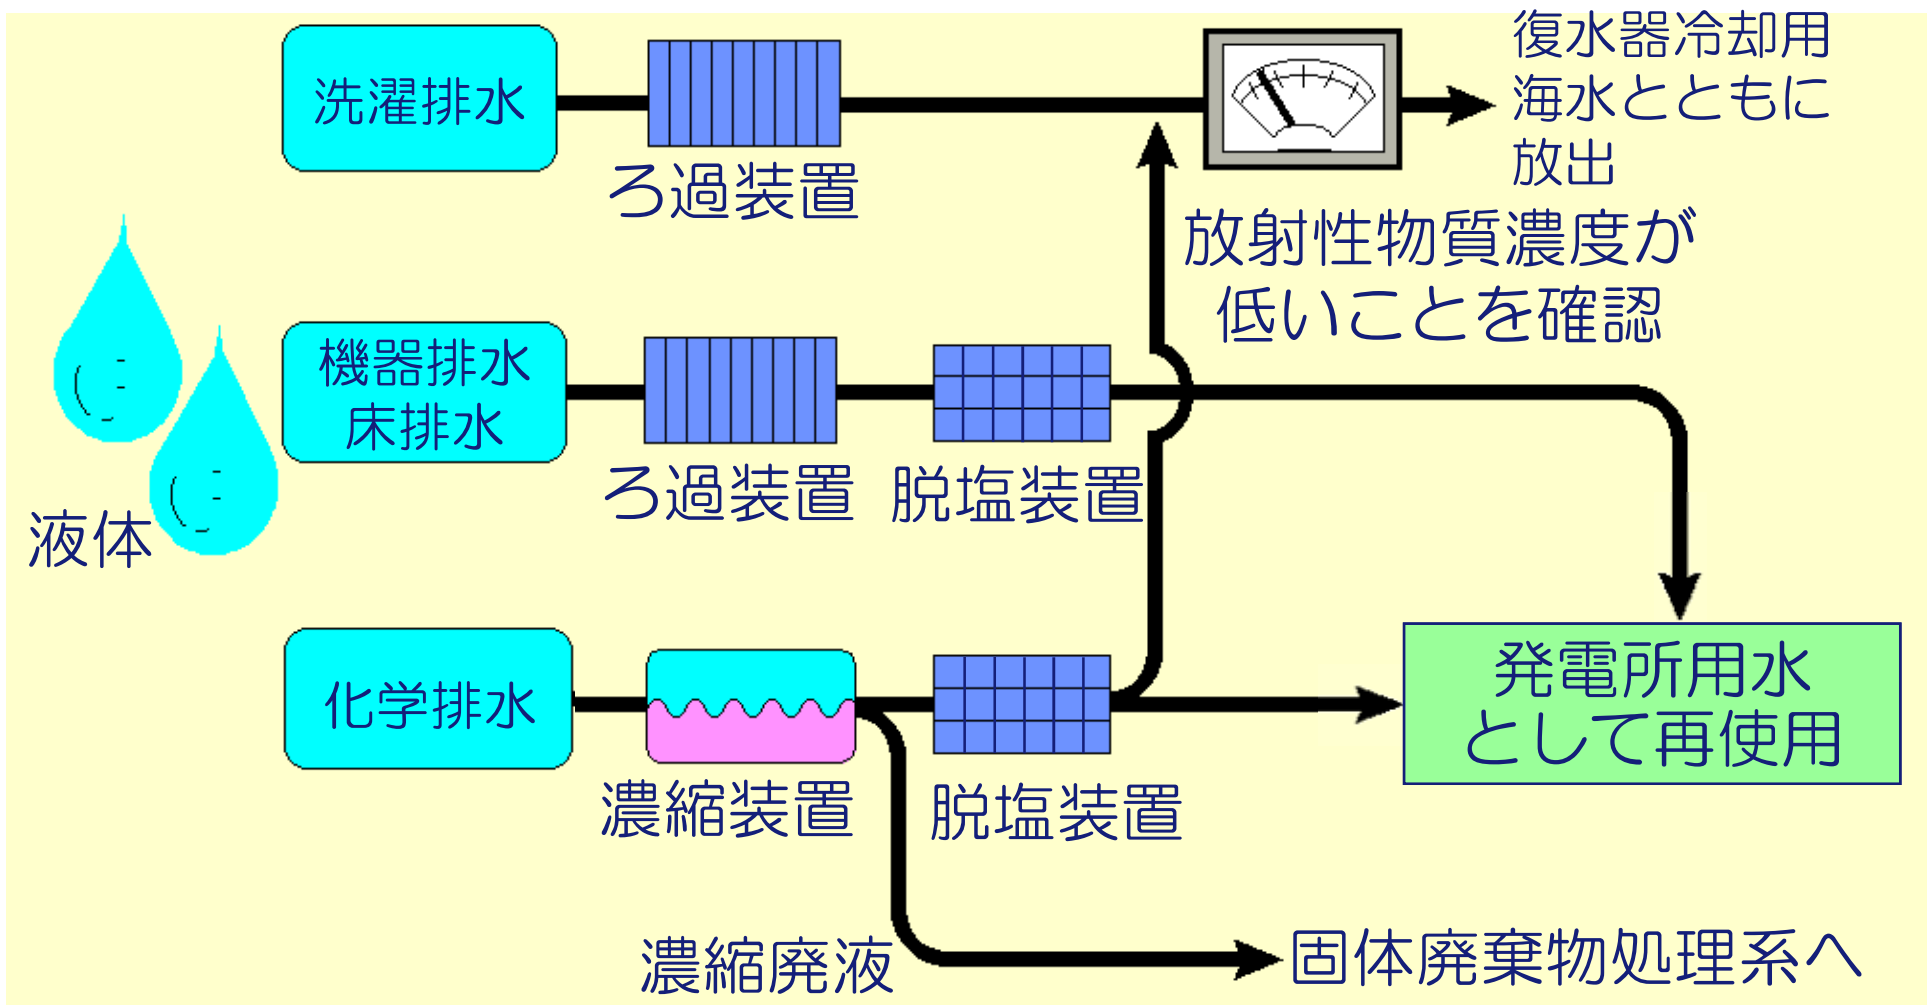 復水器冷却用
海水とともに
放出
洗濯排水
ろ過装置
放射性物質濃度が
低いことを確認
機器排水
床排水
ろ過装置
脱塩装置
液体
化学排水
濃縮装置
脱塩装置
発電所用水
として再使用
濃縮廃液
固体廃棄物処理系へ